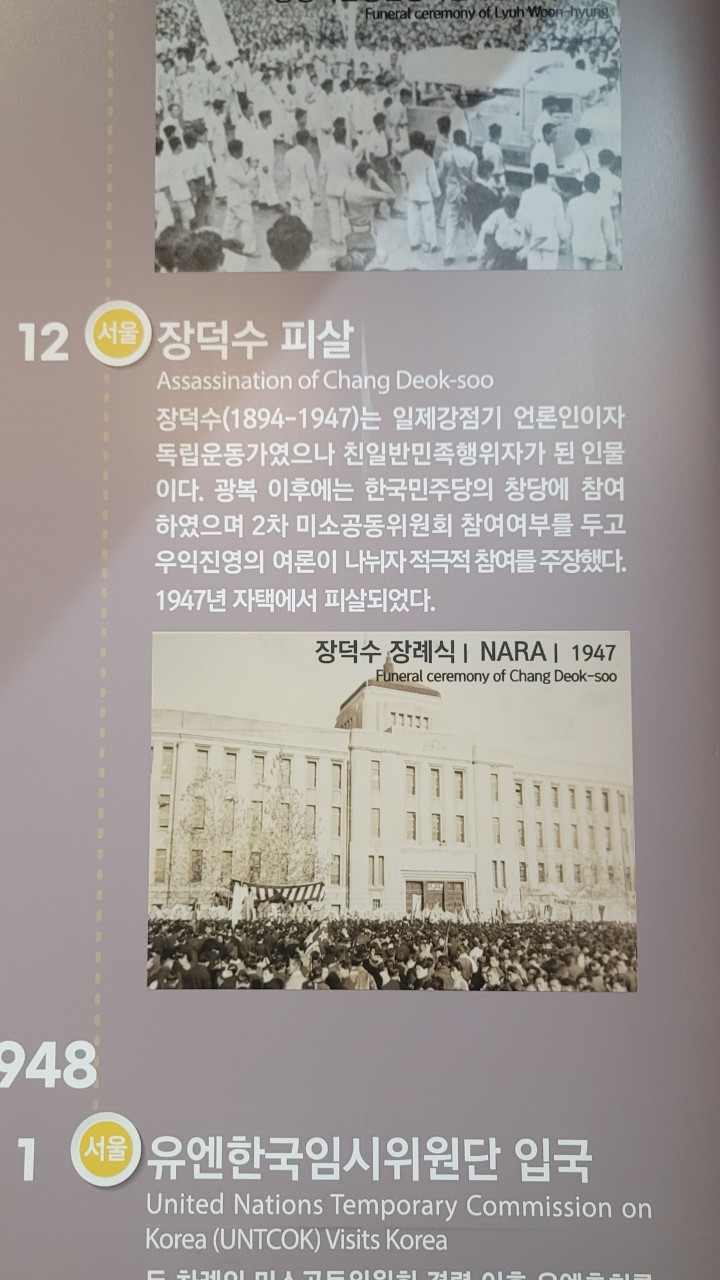 Funeral ceremony of Lyuh Woon-hyung
12 서울 장덕수 피살
Assassination of Chang Deok-soo
장덕수(1894-1947)는 일제강점기 언론인이자
독립운동가였으나 친일반민족행위자가 된 인물
이다. 광복 이후에는 한국민주당의 창당에 참여
하였으며 2차 미소공동위원회 참여여부를 두고
우익진영의 여론이 나뉘자 적극적 참여를 주장했다.
1947년 자택에서 피살되었다.
장덕수 장례식 | NARA | 1947
Funeral ceremony of Chang Deok-soo
948
1 서울 유엔한국임시위원단 입국
United Nations Temporary Commission on
Korea (UNTCOK) Visits Korea